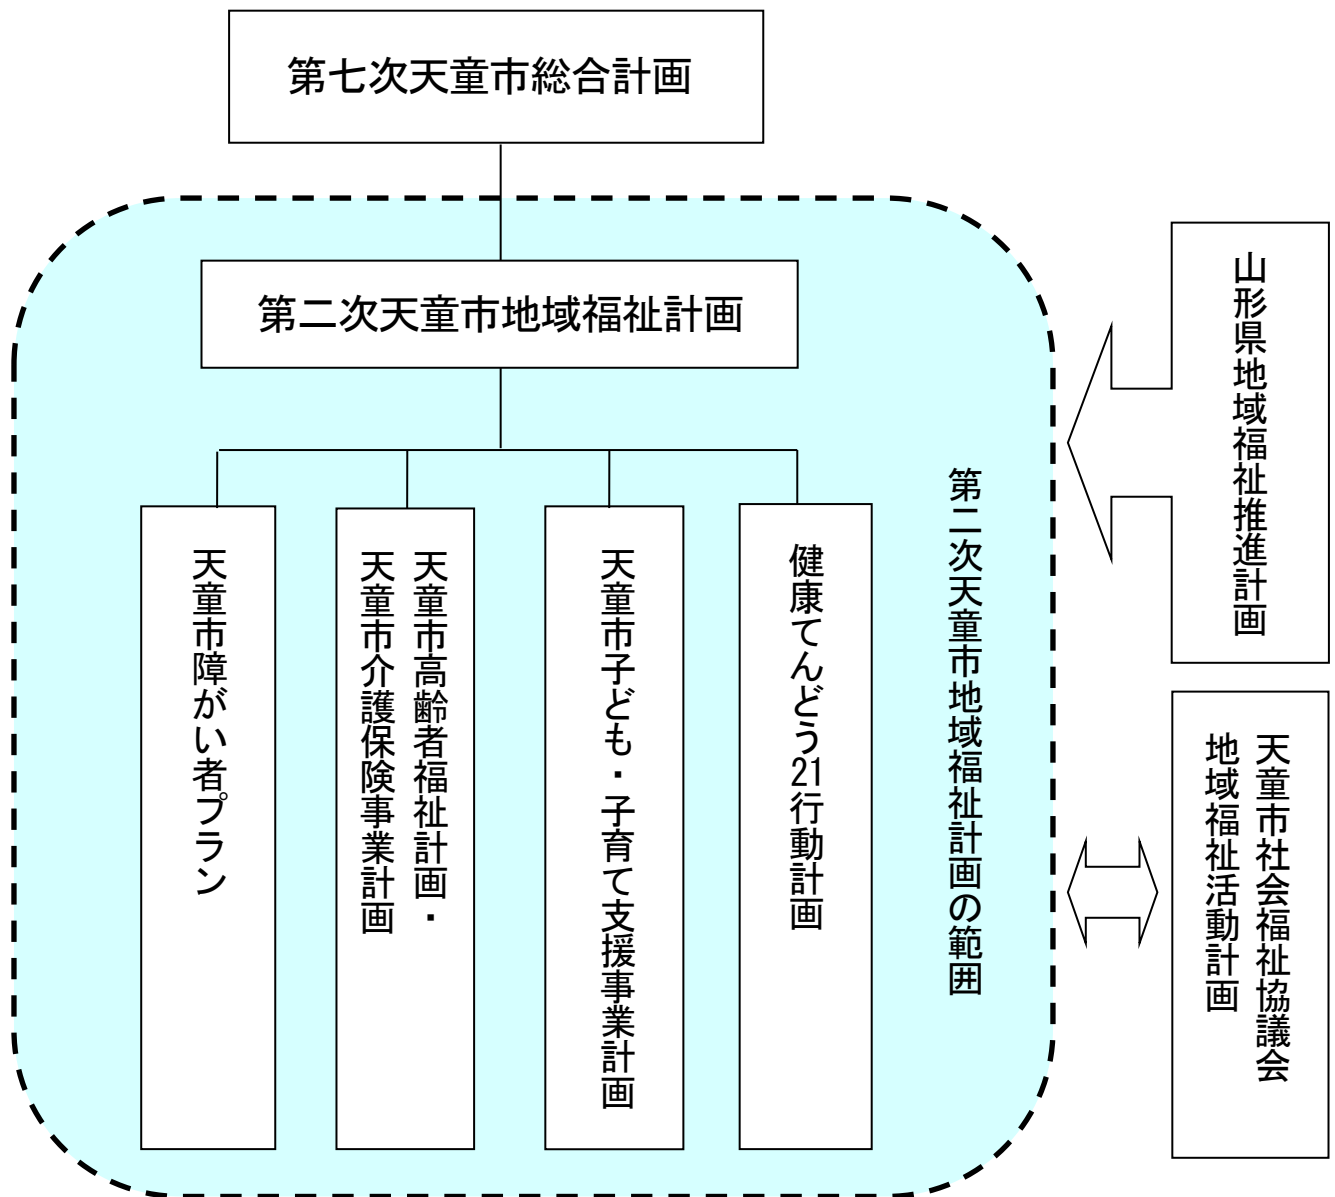 第七次天童市総合計画
第二次天童市地域福祉計画
天童市障がい者プラン
天童市高齢者福祉計画・
天童市介護保険事業計画
天童市子ども・子育て支援事業計画
健康てんどう21行動計画
第二次天童市地域福祉計画の範囲
山形県地域福祉推進計画
天童市社会福祉協議会
地域福祉活動計画